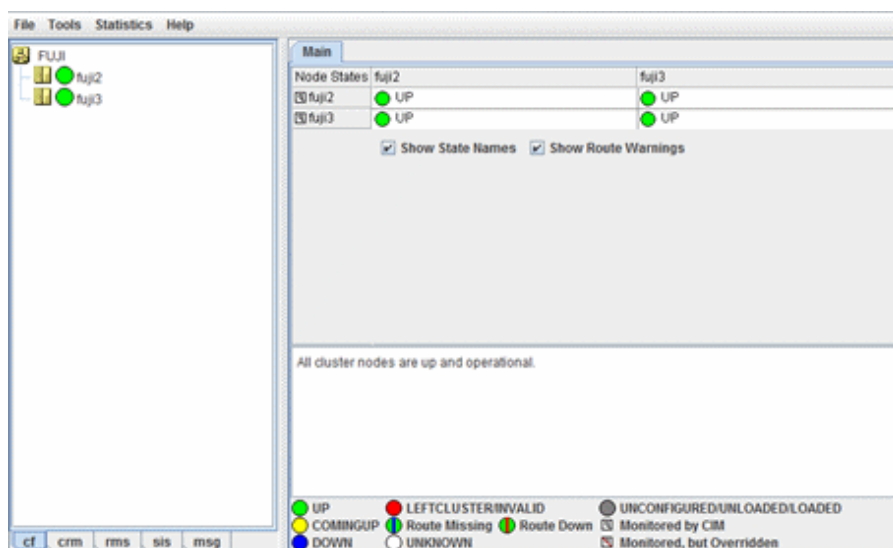 File Tools Statistics Help
FUJI
fuji2
fuji3
Main
Node States fuji2 fuji3
fuji2 UP UP
fuji3 UP UP
Show State Names Show Route Warnings
All cluster nodes are up and operational.
UP LEFTCLUSTER/INVALID UNCONFIGURED/UNLOADED/LOADED
COMINGUP Route Missing Route Down Monitored by CIM
DOWN UNKNOWN Monitored, but Overridden
cf crm rms sis msg